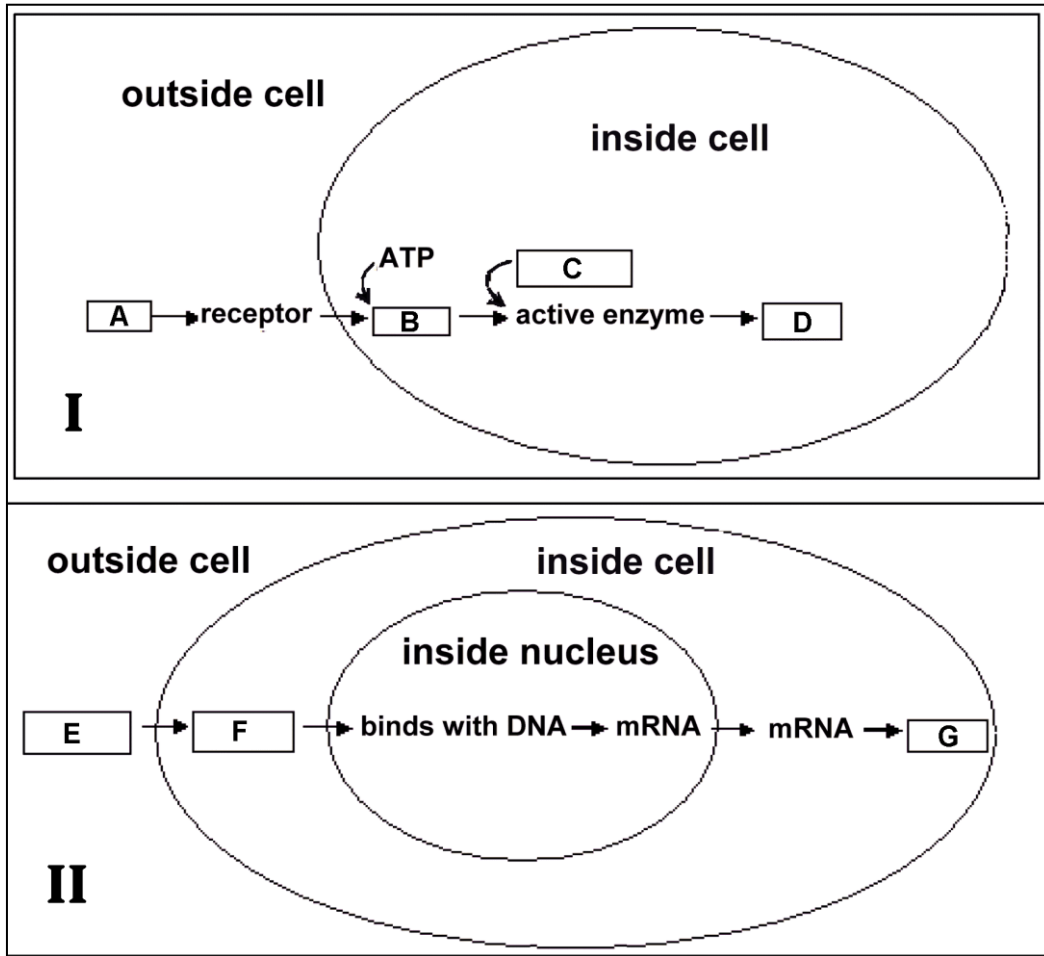 outside cell
inside cell
ATP
C
A
receptor
B
active enzyme
D
I
outside cell
inside cell
inside nucleus
E
F
binds with DNA
mRNA
mRNA
G
II